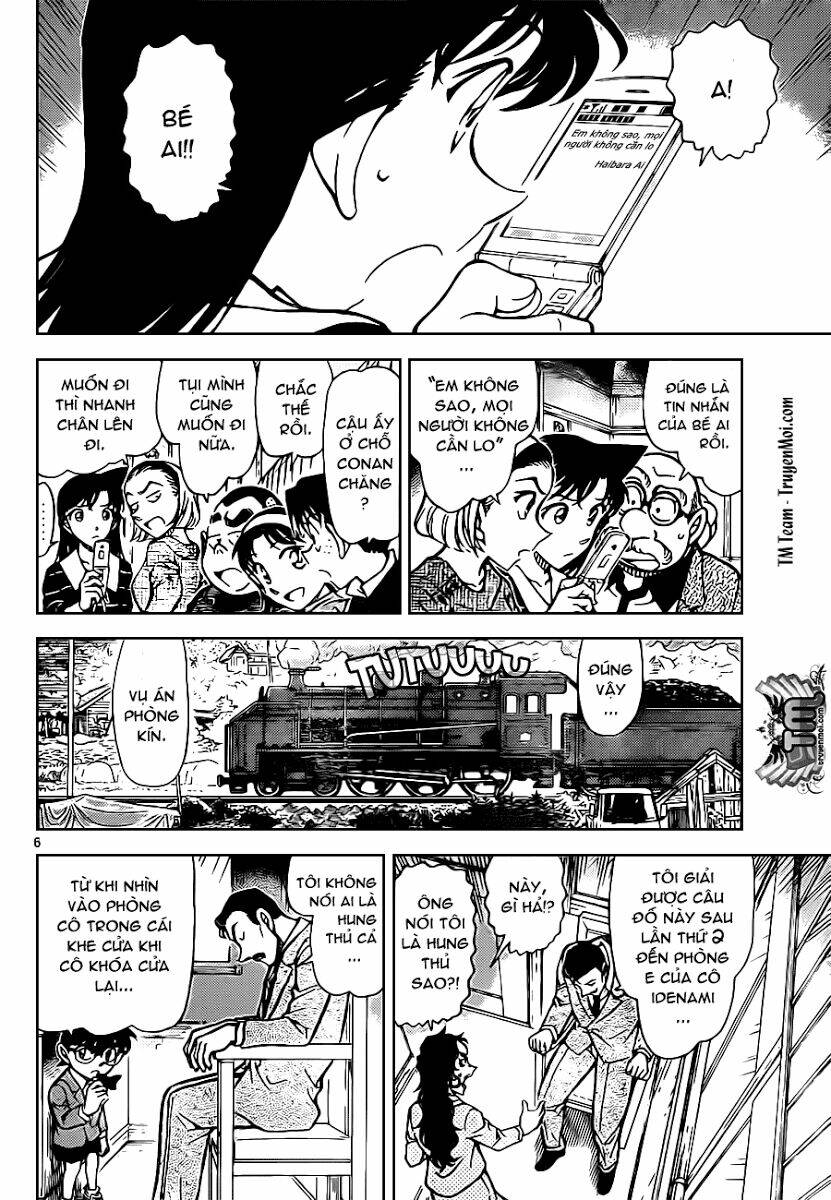 A!
BÉ
AI!!
Em không sao, mọi
người không cần lo
Haibara Ai
ĐÚNG LÀ
TIN NHẮN
CỦA BÉ AI
RỒI.
"EM KHÔNG
SAO, MỌI
NGƯỜI KHÔNG
CẦN LO"
...
CẬU ẤY
Ở CHỖ
CONAN
CHĂNG
?
CHẮC
THẾ
RỒI.
TỤI MÌNH
CŨNG
MUỐN ĐI
NỮA.
MUỐN ĐI
THÌ NHANH
CHÂN LÊN
ĐI.
......
TM Team - TruyenMoi.com
ĐÚNG
VẬY
...
TUTUUUU
VỤ ÁN
PHÒNG
KÍN.
TM
truyenmoi.com
6
TÔI GIẢI
ĐƯỢC CÂU
ĐỐ NÀY SAU
LẦN THỨ 2
ĐẾN PHÒNG
E CỦA CÔ
IDENAMI
...
NÀY,
GÌ HẢ!?
ÔNG
NÓI TÔI
LÀ HUNG
THỦ
SAO?!
TÔI KHÔNG
NÓI AI LÀ
HUNG
THỦ CẢ
TỪ KHI NHÌN
VÀO PHÒNG
CÔ TRONG CÁI
KHE CỬA KHI
CÔ KHÓA CỬA
LẠI...